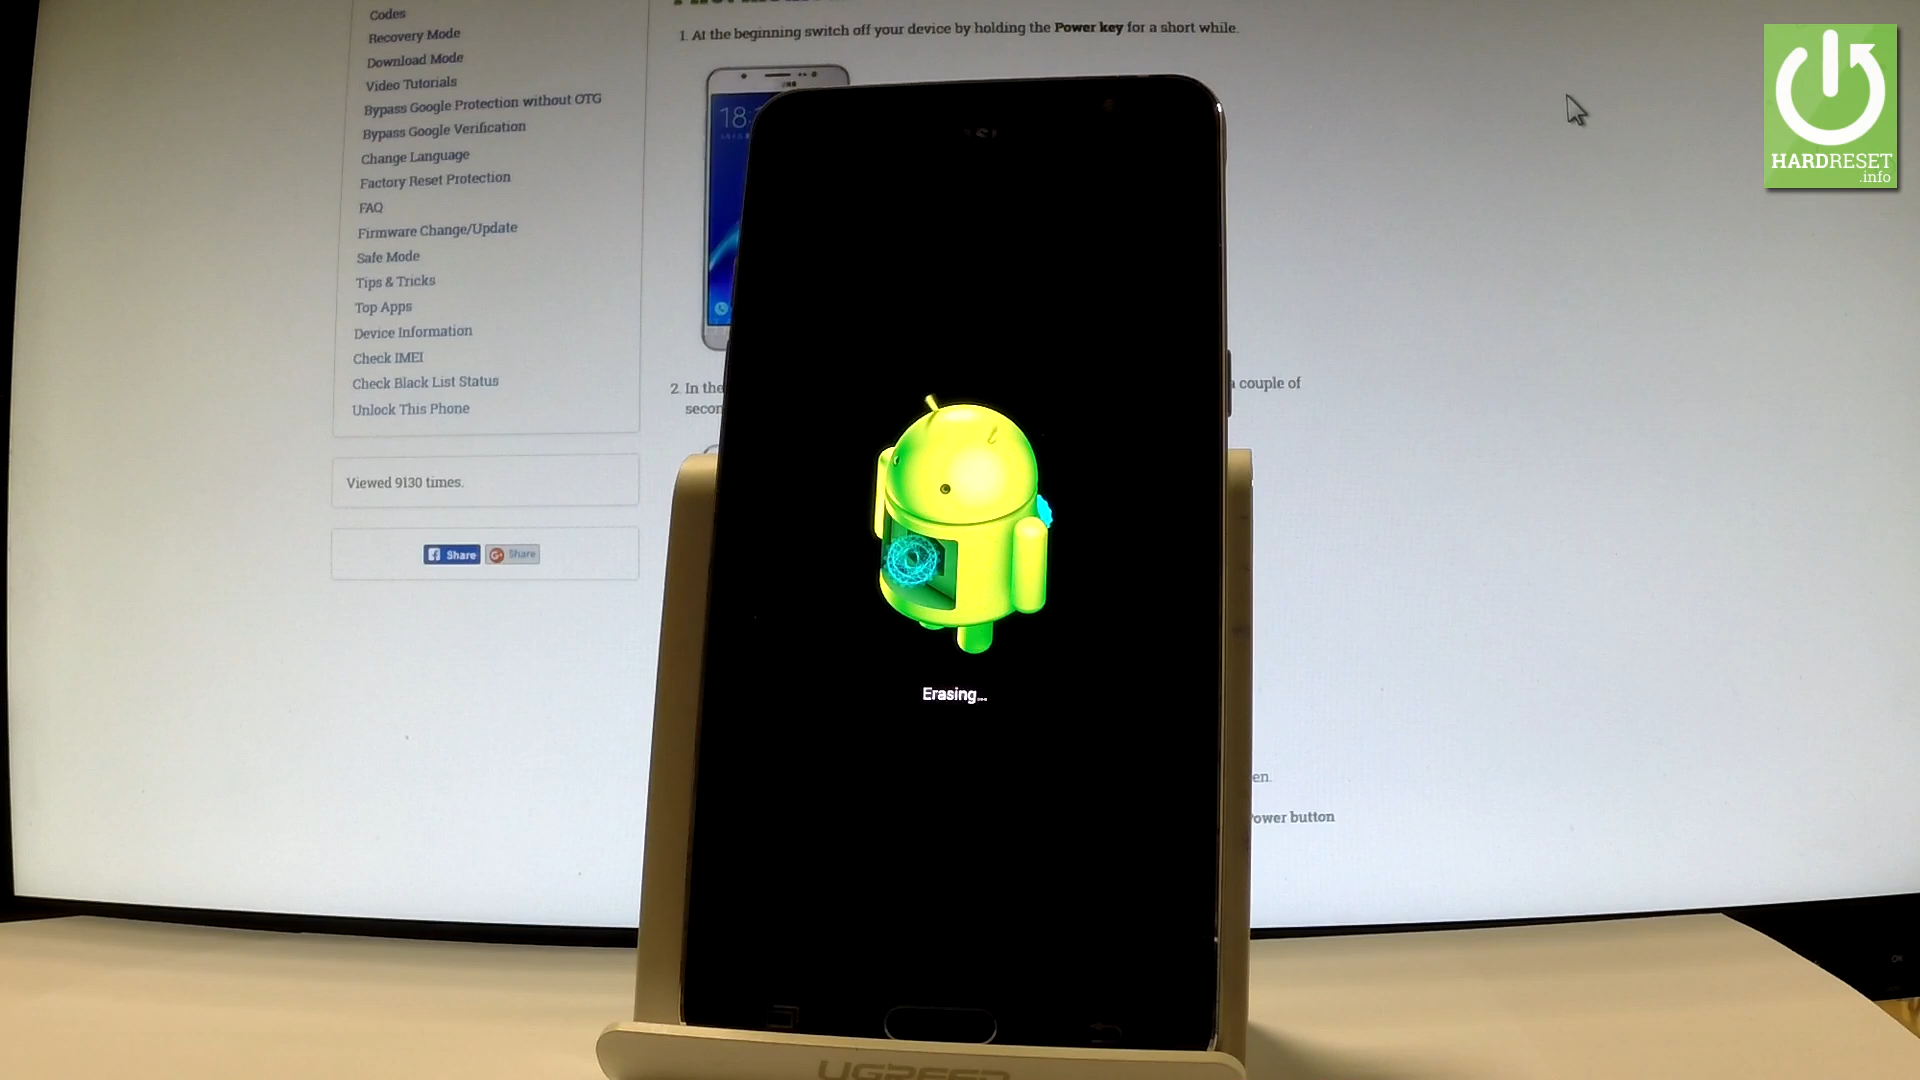 Codes
Recovery Mode
Download Mode
Video Tutorials
Bypass Google Protection without OTG
Bypass Google Verification
Change Language
Factory Reset Protection
FAQ
Firmware Change/Update
Safe Mode
Tips & Tricks
Top Apps
Device Information
Check IMEI
Check Black List Status
Unlock This Phone
Viewed 9130 times.
Share
Share
1. At the beginning switch off your device by holding the Power key for a short while.
18:
2. In the
a couple of
secon
Erasing...
en.
Power button
UGREEN
HARDRESET
.info